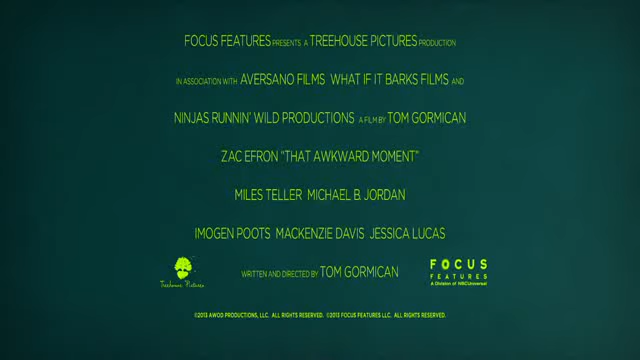 FOCUS FEATURES PRESENTS A TREEHOUSE PICTURES PRODUCTION
IN ASSOCIATION WITH AVERSANO FILMS WHAT IF IT BARKS FILMS AND
NINJAS RUNNIN' WILD PRODUCTIONS A FILM BY TOM GORMICAN
ZAC EFRON "THAT AWKWARD MOMENT"
MILES TELLER MICHAEL B. JORDAN
IMOGEN POOTS MACKENZIE DAVIS JESSICA LUCAS
WRITTEN AND DIRECTED BY TOM GORMICAN
Treehouse Pictures
FOCUS
FEATURES
A Division of NBCUniversal
©2013 AWOD PRODUCTIONS, LLC. ALL RIGHTS RESERVED. ©2013 FOCUS FEATURES LLC. ALL RIGHTS RESERVED.